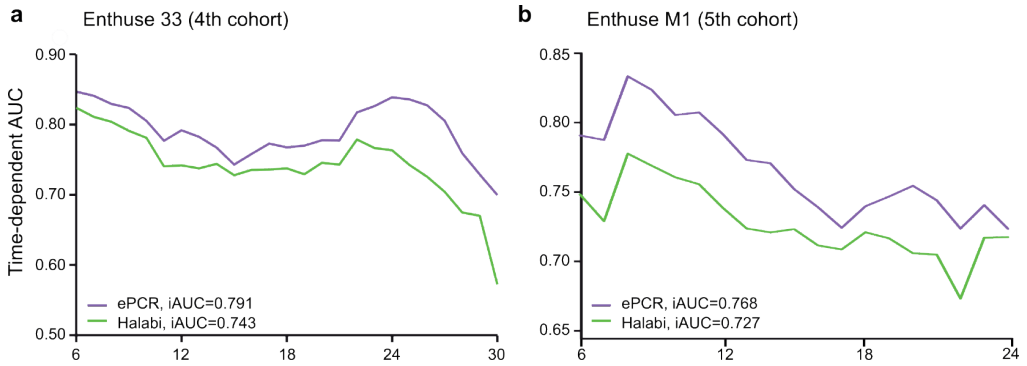 a
Enthuse 33 (4th cohort)
Time-dependent AUC
0.90
0.80
0.70
0.60
0.50
ePCR, iAUC=0.791
Halabi, iAUC=0.743
6 12 18 24 30
b
Enthuse M1 (5th cohort)
0.85
0.80
0.75
0.70
0.65
ePCR, iAUC=0.768
Halabi, iAUC=0.727
6 12 18 24